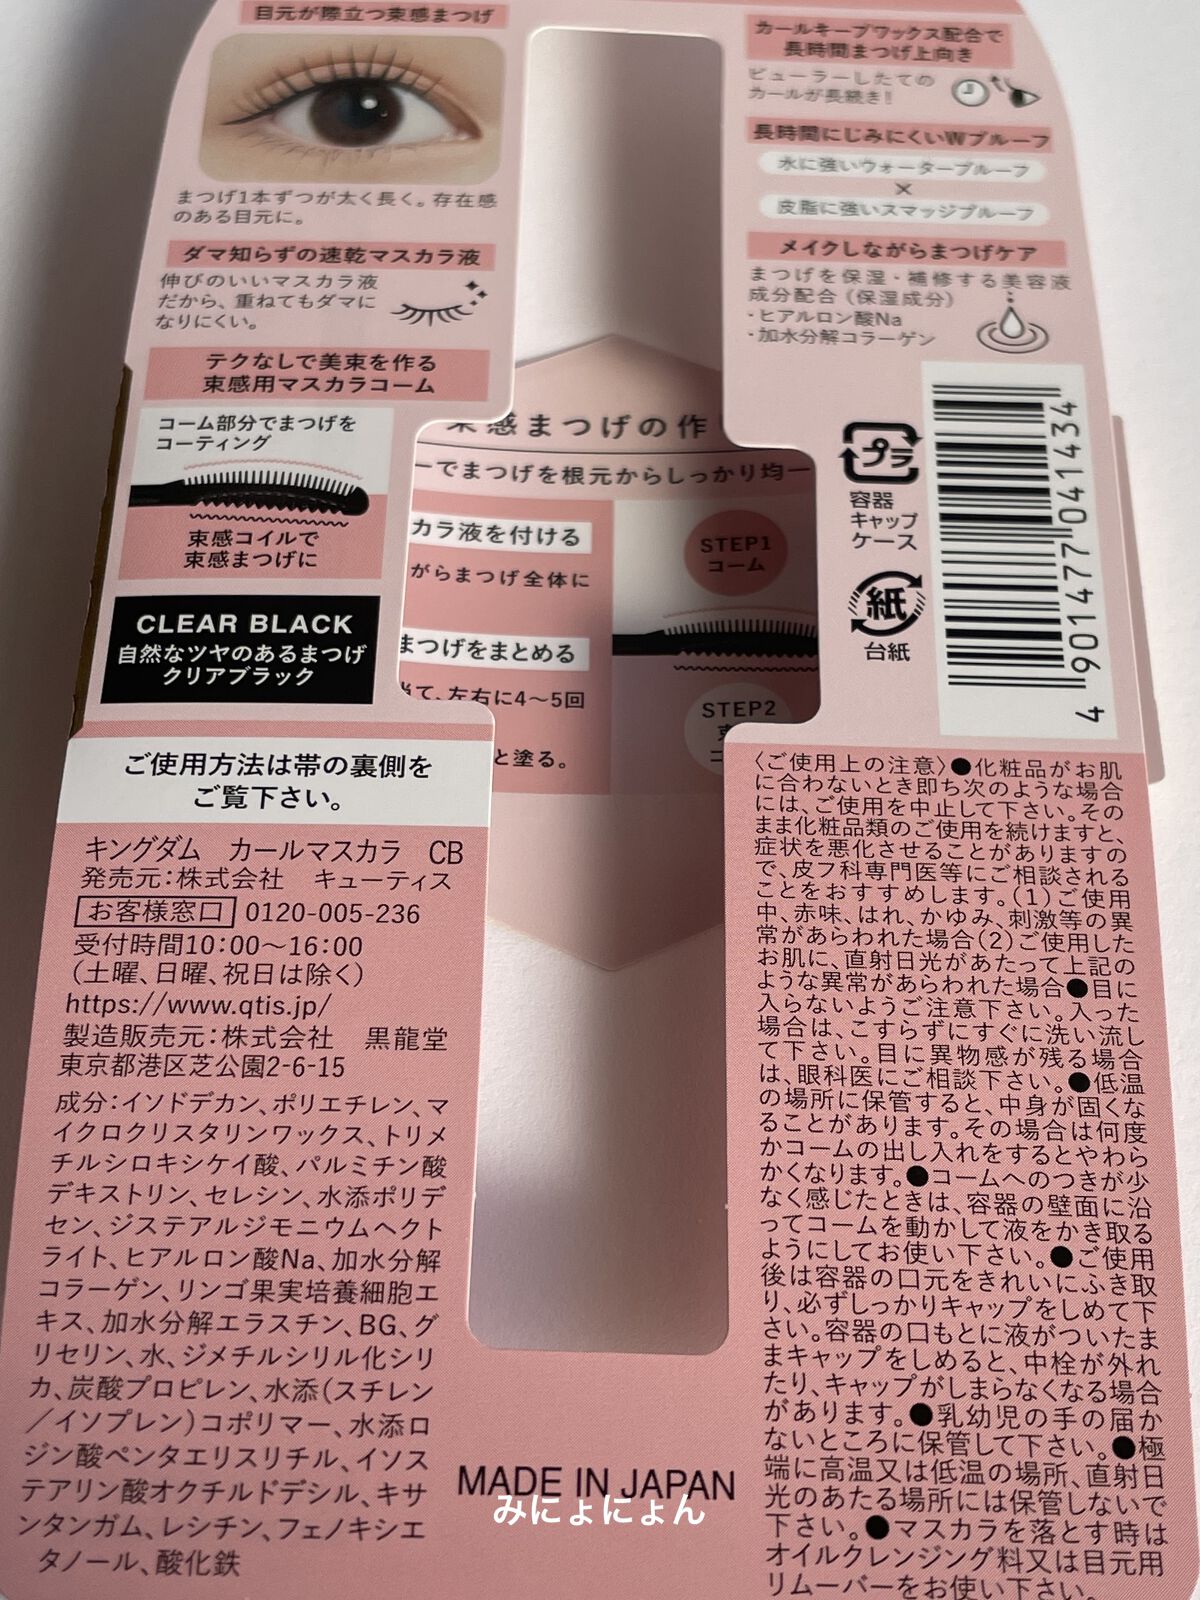 目元が際立つ束感まつげ
まつげ1本ずつが太く長く。存在感
のある目元に。
ダマ知らずの速乾マスカラ液
伸びのいいマスカラ液
だから、重ねてもダマに
なりにくい。
テクなしで美束を作る
束感用マスカラコーム
コーム部分でまつげを
コーティング
束感コイルで
束感まつげに
CLEAR BLACK
自然なツヤのあるまつげ
クリアブラック
ご使用方法は帯の裏側を
ご覧下さい。
キングダム カールマスカラ CB
発売元:株式会社 キューティス
お客様窓口 0120-005-236
受付時間10:00〜16:00
(土曜、日曜、祝日は除く)
https://www.qtis.jp/
製造販売元:株式会社 黒龍堂
東京都港区芝公園2-6-15
成分:イソドデカン、ポリエチレン、マ
イクロクリスタリンワックス、トリメ
チルシロキシケイ酸、パルミチン酸
デキストリン、セレシン、水添ポリデ
セン、ジステアルジモニウムヘクト
ライト、ヒアルロン酸Na、加水分解
コラーゲン、リンゴ果実培養細胞エ
キス、加水分解エラスチン、BG、グ
リセリン、水、ジメチルシリル化シリ
カ、炭酸プロピレン、水添(スチレン
/イソプレン)コポリマー、水添ロ
ジン酸ペンタエリスリチル、イソス
テアリン酸オクチルドデシル、キサ
ンタンガム、レシチン、フェノキシエ
タノール、酸化鉄
束感まつげの作
ーでまつげを根元からしっかり均一
カラ液を付ける
がらまつげ全体に
STEP1
コーム
まつげをまとめる
当て、左右に4〜5回
と塗る。
STEP2
MADE IN JAPAN
みにょにょん
カールキープワックス配合で
長時間まつげ上向き
ビューラーしたての
カールが長続き!
長時間にじみにくいWプルーフ
水に強いウォータープルーフ
×
皮脂に強いスマッジプルーフ
メイクしながらまつげケア
まつげを保湿・補修する美容液
成分配合(保湿成分)
・ヒアルロン酸Na
・加水分解コラーゲン
プラ
容器
キャップ
ケース
紙
台紙
4 906177 041434
〈ご使用上の注意〉●化粧品がお肌
に合わないとき即ち次のような場合
には、ご使用を中止して下さい。その
まま化粧品類のご使用を続けますと、
症状を悪化させることがありますの
で、皮フ科専門医等にご相談される
ことをおすすめします。(1)ご使用
中、赤味、はれ、かゆみ、刺激等の異
常があらわれた場合(2)ご使用した
お肌に、直射日光があたって上記の
ような異常があらわれた場合●目に
入らないようご注意下さい。入った
場合は、こすらずにすぐに洗い流し
て下さい。目に異物感が残る場合
は、眼科医にご相談下さい。●低温
の場所に保管すると、中身が固くな
ることがあります。その場合は何度
かコームの出し入れをするとやわら
かくなります。●コームへのつきが少
なく感じたときは、容器の壁面に沿
ってコームを動かして液をかき取る
ようにしてお使い下さい。●ご使用
後は容器の口元をきれいにふき取
り、必ずしっかりキャップをしめて下
さい。容器の口もとに液がついたま
まキャップをしめると、中栓が外れ
たり、キャップがしまらなくなる場合
があります。●乳幼児の手の届か
ないところに保管して下さい。●極
端に高温又は低温の場所、直射日
光のあたる場所には保管しないで
下さい。●マスカラを落とす時は
オイルクレンジング料又は目元用
リムーバーをお使い下さい。